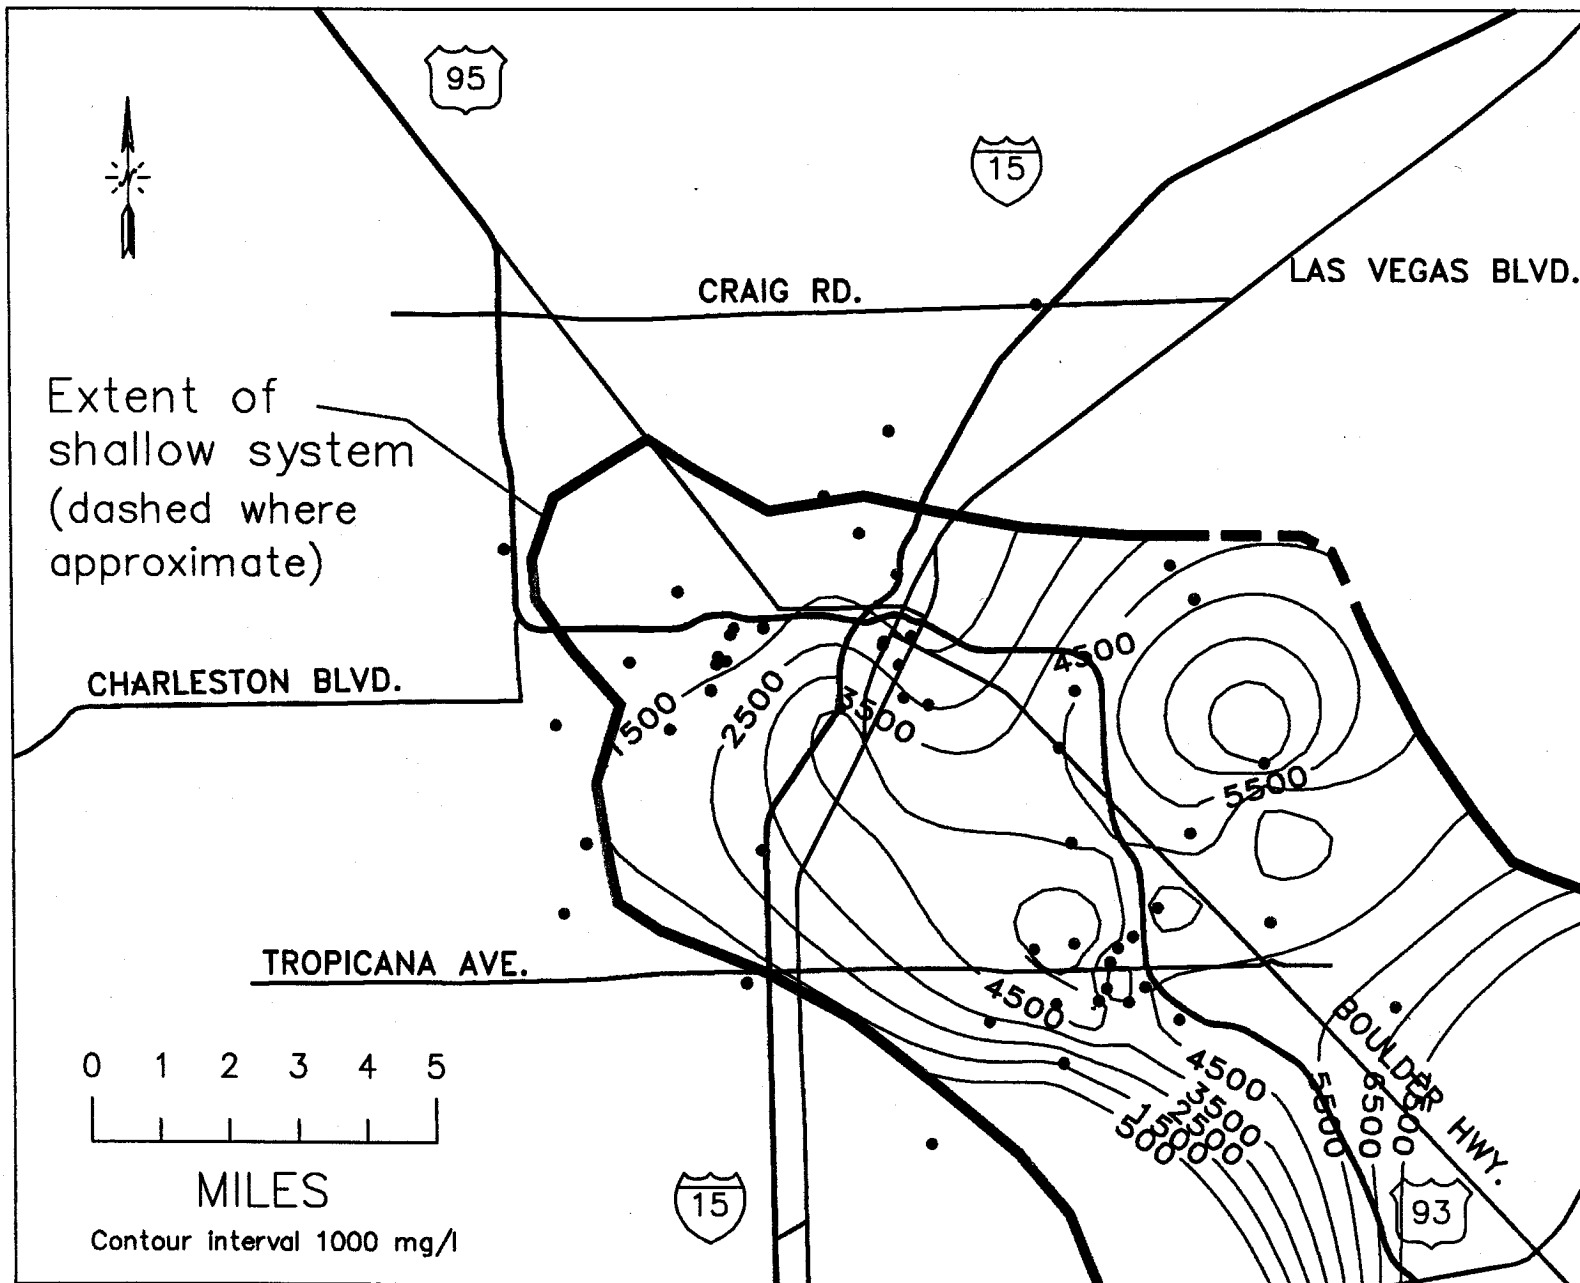 95
15
N
LAS VEGAS BLVD.
CRAIG RD.
Extent of
shallow system
(dashed where
approximate)
4500
CHARLESTON BLVD.
1500
2500
3500
5500
TROPICANA AVE.
4500
BOULDER HWY.
0 1 2 3 4 5
MILES
Contour interval 1000 mg/l
4500
3500
2500
1500
500
5500
6500
15
93